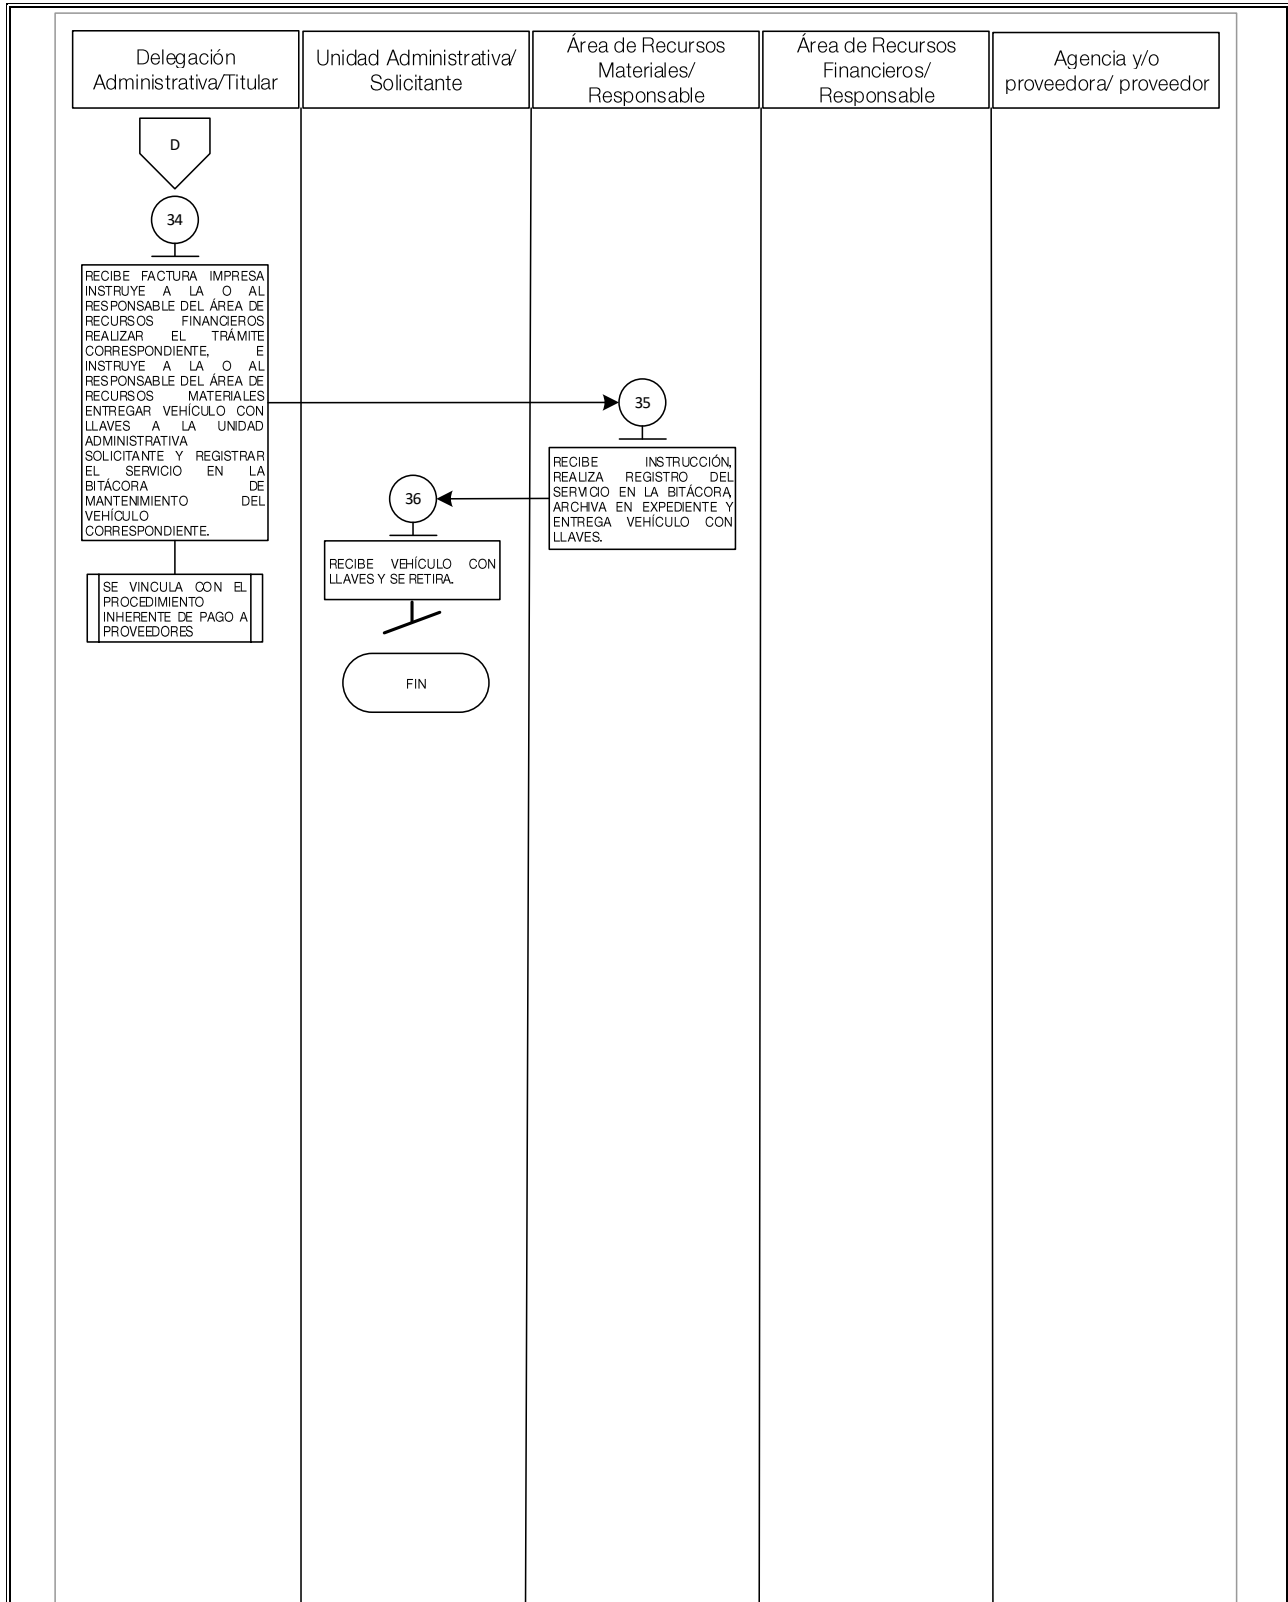 Delegación
Administrativa/Titular
Unidad Administrativa/
Solicitante
Área de Recursos
Materiales/
Responsable
Área de Recursos
Financieros/
Responsable
Agencia y/o
proveedora/ proveedor
D
34
RECIBE FACTURA IMPRESA
INSTRUYE A LA O AL
RESPONSABLE DEL ÁREA DE
RECURSOS FINANCIEROS
REALIZAR EL TRÁMITE
CORRESPONDIENTE, E
INSTRUYE A LA O AL
RESPONSABLE DEL ÁREA DE
RECURSOS MATERIALES
ENTREGAR VEHÍCULO CON
LLAVES A LA UNIDAD
ADMINISTRATIVA
SOLICITANTE Y REGISTRAR
EL SERVICIO EN LA
BITÁCORA DE
MANTENIMIENTO DEL
VEHÍCULO
CORRESPONDIENTE.
SE VINCULA CON EL
PROCEDIMIENTO
INHERENTE DE PAGO A
PROVEEDORES
35
RECIBE INSTRUCCIÓN,
REALIZA REGISTRO DEL
SERVICIO EN LA BITÁCORA,
ARCHIVA EN EXPEDIENTE Y
ENTREGA VEHÍCULO CON
LLAVES.
36
RECIBE VEHÍCULO CON
LLAVES Y SE RETIRA.
FIN